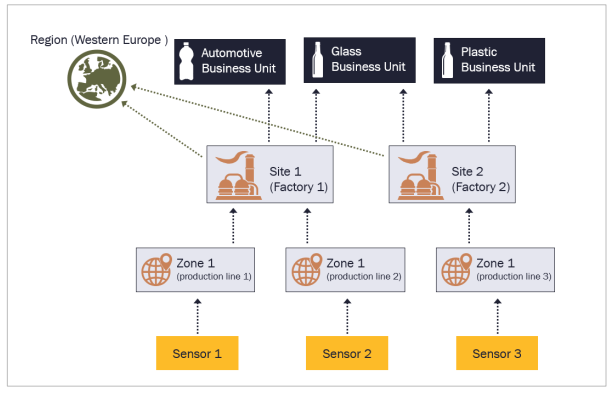 Region (Western Europe )
Automotive
Business Unit
Glass
Business Unit
Plastic
Business Unit
Site 1
(Factory 1)
Site 2
(Factory 2)
Zone 1
(production line 1)
Zone 1
(production line 2)
Zone 1
(production line 3)
Sensor 1
Sensor 2
Sensor 3